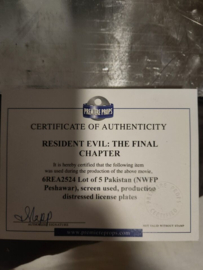 PREMIERE PROPS
CERTIFICATE OF AUTHENTICITY
RESIDENT EVIL: THE FINAL
CHAPTER
It is hereby certified that the following item
was used during the production of the above movie.
6REA2524 Lot of 5 Pakistan (NWFP
Peshawar), screen used, production
distressed license plates